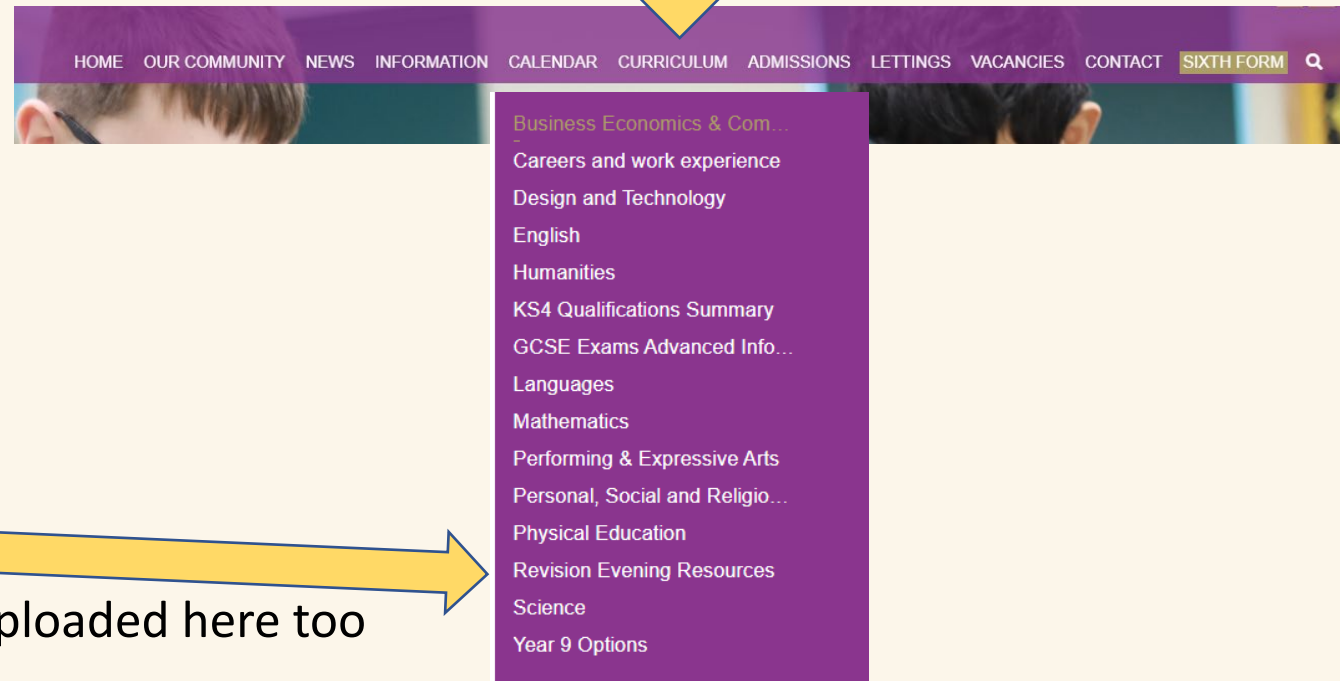 HOME OUR COMMUNITY NEWS INFORMATION CALENDAR CURRICULUM ADMISSIONS LETTINGS VACANCIES CONTACT SIXTH FORM
Business Economics & Com...
Careers and work experience
Design and Technology
English
Humanities
KS4 Qualifications Summary
GCSE Exams Advanced Info...
Languages
Mathematics
Performing & Expressive Arts
Personal, Social and Religio...
Physical Education
Revision Evening Resources
Science
Year 9 Options
ploaded here too